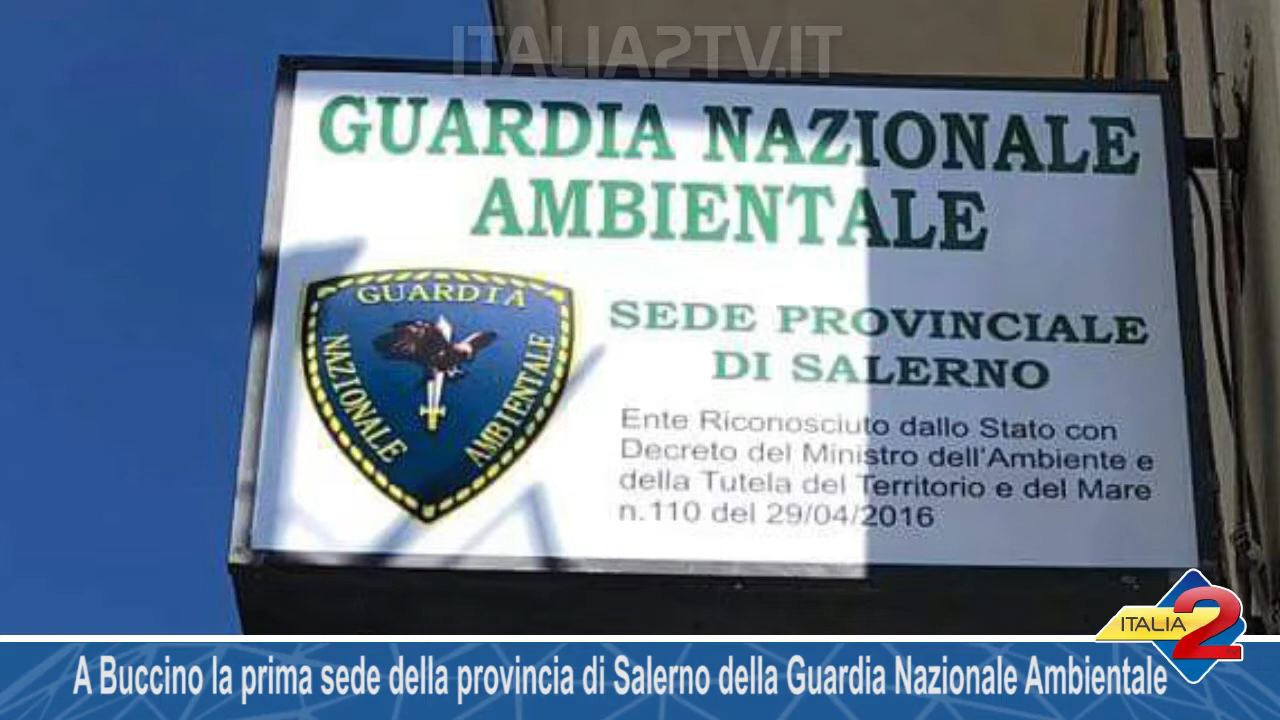 ITALIA2TV.IT
GUARDIA NAZIONALE
AMBIENTALE
GUARDIA
NAZIONALE
AMBIENTALE
SEDE PROVINCIALE
DI SALERNO
Ente Riconosciuto dallo Stato con
Decreto del Ministro dell'Ambiente e
della Tutela del Territorio e del Mare
n.110 del 29/04/2016
ITALIA 2
A Buccino la prima sede della provincia di Salerno della Guardia Nazionale Ambientale